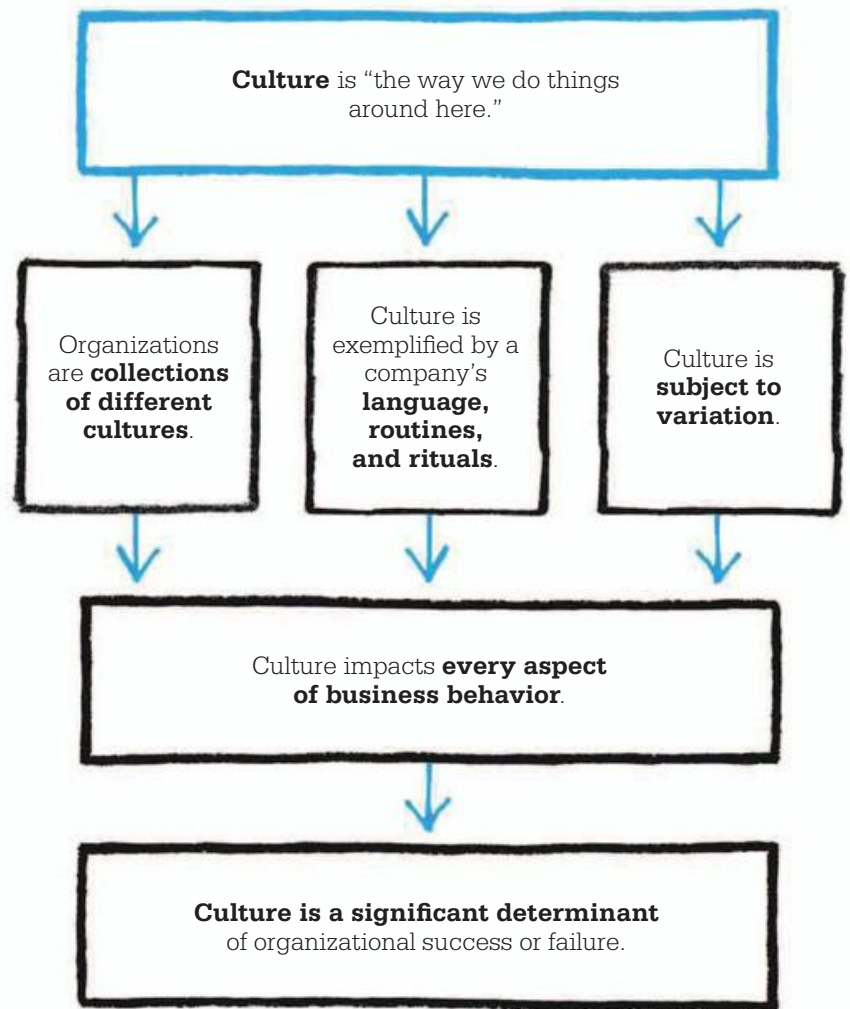 Culture is “the way we do things
around here.”
Organizations
are collections
of different
cultures.
Culture is
exemplified by a
company’s
language,
routines,
and rituals.
Culture is
subject to
variation.
Culture impacts every aspect
of business behavior.
Culture is a significant determinant
of organizational success or failure.